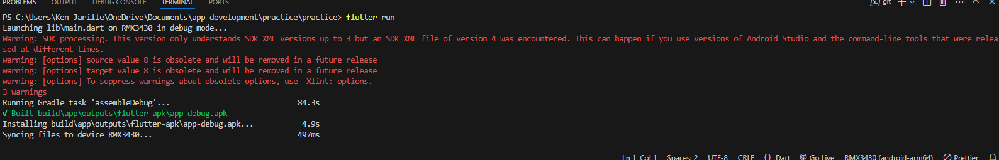 PROBLEMS OUTPUT DEBUG CONSOLE TERMINAL PORTS git
PS C:\Users\Ken Jarille\OneDrive\Documents\app development\practice\practice> flutter run
Launching lib\main.dart on RMX3430 in debug mode...
Warning: SDK processing. This version only understands SDK XML versions up to 3 but an SDK XML file of version 4 was encountered. This can happen if you use versions of Android Studio and the command-line tools that were relea
sed at different times.
warning: [options] source value 8 is obsolete and will be removed in a future release
warning: [options] target value 8 is obsolete and will be removed in a future release
warning: [options] To suppress warnings about obsolete options, use -Xlint:-options.
3 warnings
Running Gradle task 'assembleDebug'... 84.3s
√ Built build\app\outputs\flutter-apk\app-debug.apk
Installing build\app\outputs\flutter-apk\app-debug.apk... 4.9s
Syncing files to device RMX3430... 497ms
Ln 1, Col 1 Spaces: 2 UTF-8 CRLF {} Dart Go Live RMX3430 (android-arm64) Prettier